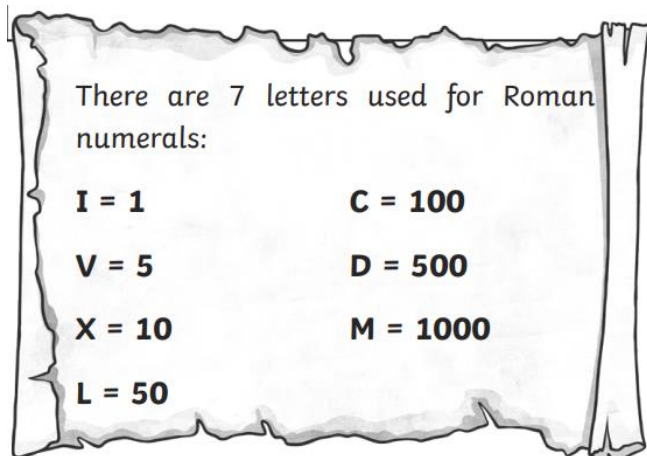 There are 7 letters used for Roman
numerals:
I = 1
V = 5
X = 10
L = 50
C = 100
D = 500
M = 1000